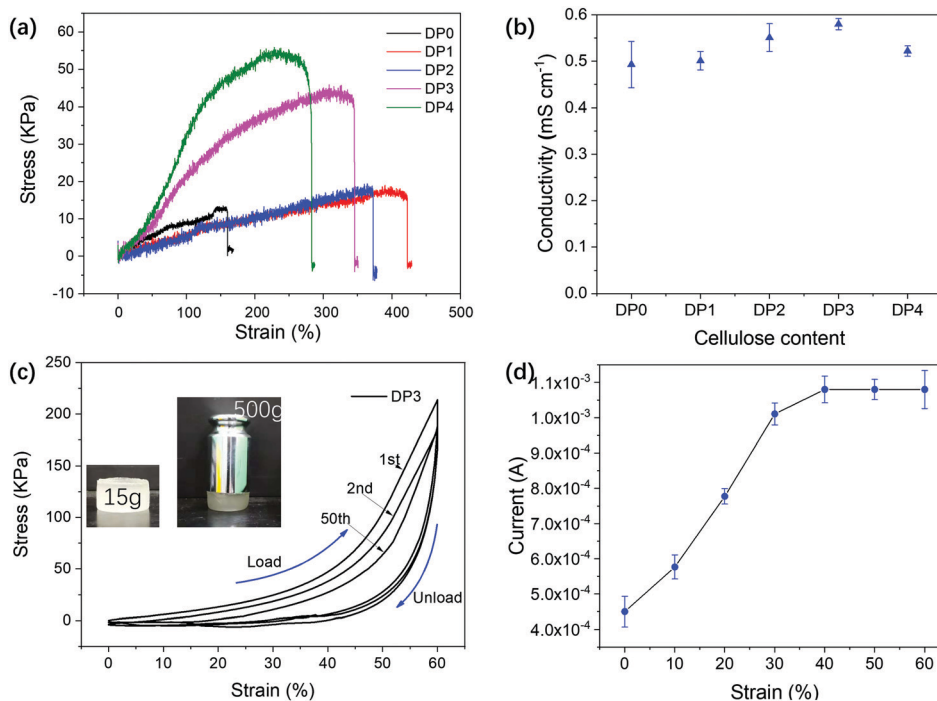 (a)
DP0
DP1
DP2
DP3
DP4
60
50
40
30
20
10
0
-10
Stress (KPa)
0 100 200 300 400 500
Strain (%)
(b)
0.6
0.5
0.4
0.3
0.2
0.1
0.0
Conductivity (mS cm⁻¹)
DP0 DP1 DP2 DP3 DP4
Cellulose content
(c)
250
200
150
100
50
0
Stress (KPa)
DP3
15g
500g
1st
2nd
50th
Load
Unload
0 10 20 30 40 50 60
Strain (%)
(d)
1.1x10⁻³
1.0x10⁻³
9.0x10⁻⁴
8.0x10⁻⁴
7.0x10⁻⁴
6.0x10⁻⁴
5.0x10⁻⁴
4.0x10⁻⁴
Current (A)
0 10 20 30 40 50 60
Strain (%)